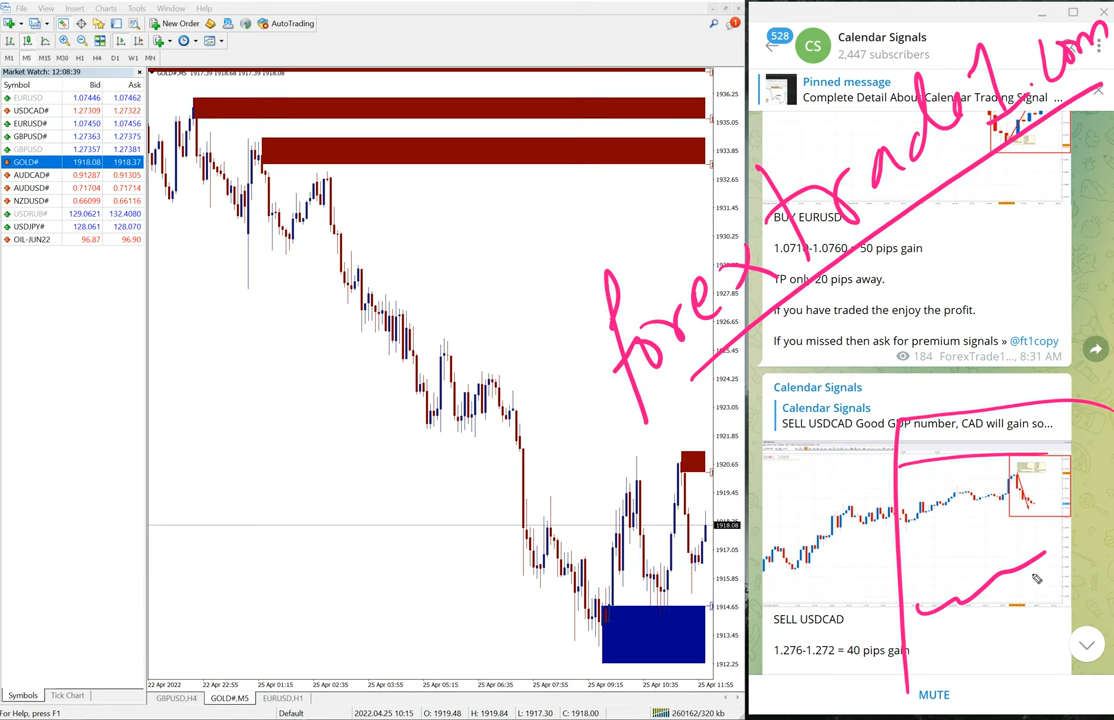 File View Insert Charts Tools Window Help
New Order AutoTrading
M1 M5 M15 M30 H1 H4 D1 W1 MN
Market Watch: 12:08:39
Symbol Bid Ask
EURUSD 1.07446 1.07462
USDCAD# 1.27309 1.27322
EURUSD# 1.07450 1.07456
GBPUSD# 1.27363 1.27375
GBPUSD 1.27357 1.27381
GOLD# 1918.08 1918.37
AUDCAD# 0.91287 0.91305
AUDUSD# 0.71704 0.71714
NZDUSD# 0.66099 0.66116
USDRUB# 129.0621 132.4080
USDJPY# 128.061 128.070
OIL-JUN22 96.87 96.90
Symbols Tick Chart
For Help, press F1
GOLD#,M5 1917.39 1918.68 1917.39 1918.08
1936.25
1935.05
1933.85
1932.65
1931.45
1930.25
1927.85
1926.65
1925.45
1924.25
1923.05
1921.85
1920.65
1919.45
1918.08
1917.05
1915.85
1914.65
1913.45
1912.25
22 Apr 2022 22 Apr 22:55 25 Apr 01:15 25 Apr 02:35 25 Apr 03:55 25 Apr 05:15 25 Apr 06:35 25 Apr 07:55 25 Apr 09:15 25 Apr 10:35 25 Apr 11:55
GBPUSD,H4 GOLD#,M5 EURUSD,H1
Default 2022.04.25 10:15 O: 1919.48 H: 1919.84 L: 1917.30 C: 1918.00 260162/320 kb
528
CS
Calendar Signals
2,447 subscribers
Pinned message
Complete Detail About Calendar Trading Signal ...
BUY EURUSD
1.0710-1.0760 = 50 pips gain
TP only 20 pips away.
If you have traded the enjoy the profit.
If you missed then ask for premium signals » @ft1copy
184 ForexTrade1..., 8:31 AM
Calendar Signals
Calendar Signals
SELL USDCAD Good GDP number, CAD will gain so...
SELL USDCAD
1.276-1.272 = 40 pips gain
MUTE
forex trade1.com